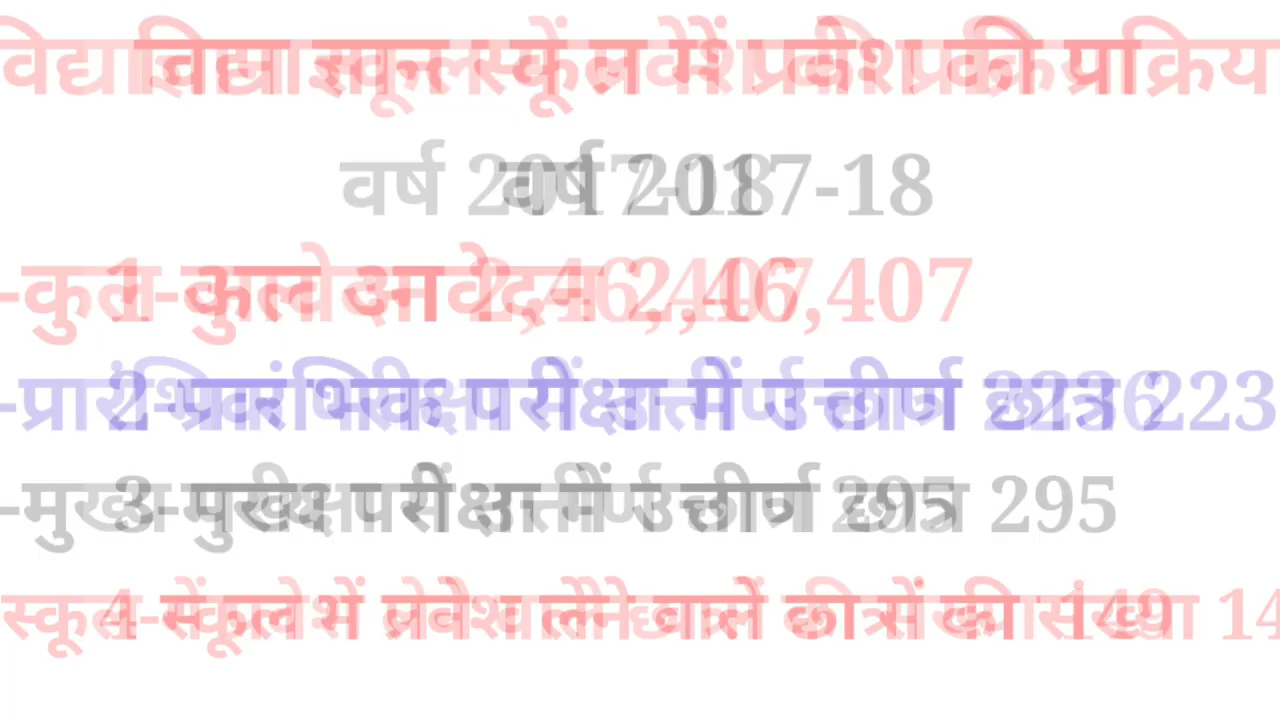 विद्या ज्ञान स्कूल में प्रवेश की प्रक्रिया
वर्ष 2017-18
1-कुल आवेदन 2,46,407
2-प्रारंभिक परीक्षा में उत्तीर्ण छात्र 2236
3-मुख्य परीक्षा में उत्तीर्ण छात्र 295
4-स्कूल में प्रवेश लेने वाले छात्रों की संख्या 149